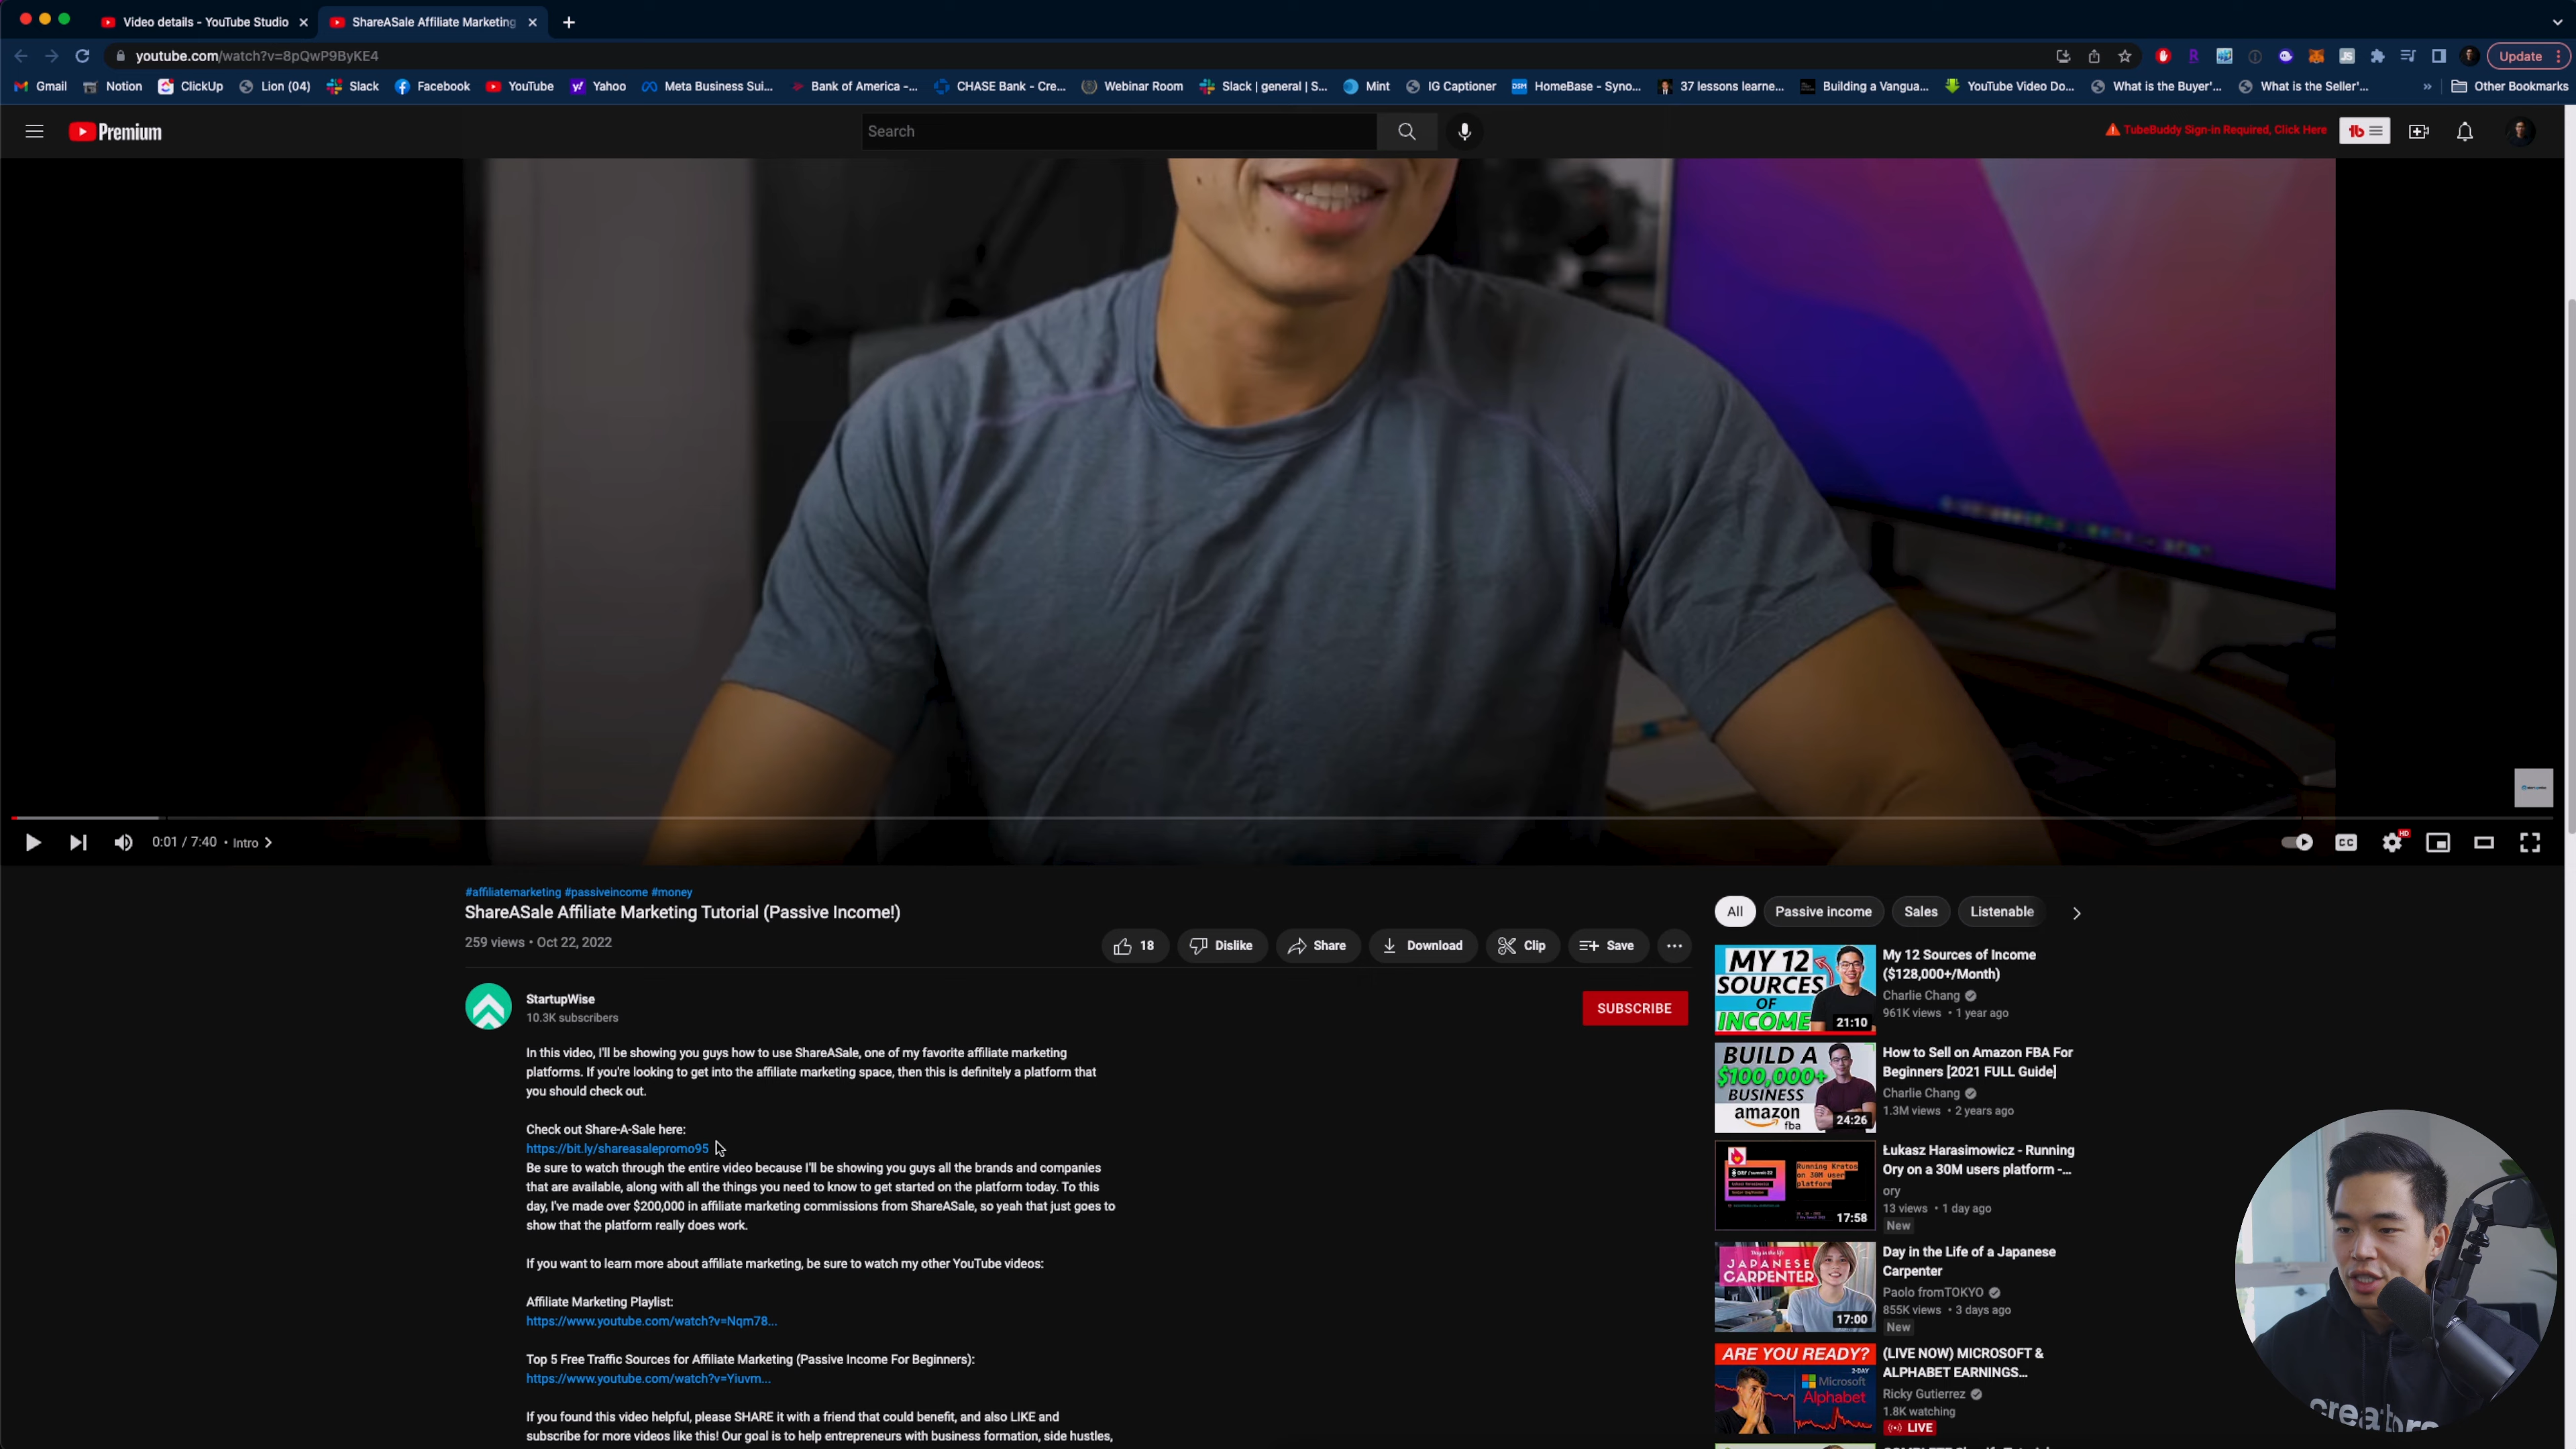 Video details - YouTube Studio
ShareASale Affiliate Marketing
youtube.com/watch?v=8pQwP9ByKE4
Update
Gmail Notion ClickUp Lion (04) Slack Facebook YouTube Yahoo Meta Business Sui... Bank of America -... CHASE Bank - Cre... Webinar Room Slack | general | S... Mint IG Captioner HomeBase - Syno... 37 lessons learne... Building a Vangua... YouTube Video Do... What is the Buyer'... What is the Seller'... Other Bookmarks
Premium
Search
TubeBuddy Sign-in Required, Click Here
0:01 / 7:40 • Intro
CC
HD
#affiliatemarketing #passiveincome #money
ShareASale Affiliate Marketing Tutorial (Passive Income!)
259 views • Oct 22, 2022
18 Dislike Share Download Clip Save
StartupWise
10.3K subscribers
SUBSCRIBE
In this video, I'll be showing you guys how to use ShareASale, one of my favorite affiliate marketing
platforms. If you're looking to get into the affiliate marketing space, then this is definitely a platform that
you should check out.
Check out Share-A-Sale here:
https://bit.ly/shareasalepromo95
Be sure to watch through the entire video because I'll be showing you guys all the brands and companies
that are available, along with all the things you need to know to get started on the platform today. To this
day, I've made over $200,000 in affiliate marketing commissions from ShareASale, so yeah that just goes to
show that the platform really does work.
If you want to learn more about affiliate marketing, be sure to watch my other YouTube videos:
Affiliate Marketing Playlist:
https://www.youtube.com/watch?v=Nqm78...
Top 5 Free Traffic Sources for Affiliate Marketing (Passive Income For Beginners):
https://www.youtube.com/watch?v=Yiuvm...
If you found this video helpful, please SHARE it with a friend that could benefit, and also LIKE and
subscribe for more videos like this! Our goal is to help entrepreneurs with business formation, side hustles,
All Passive income Sales Listenable
MY 12
SOURCES
OF
INCOME
21:10
My 12 Sources of Income
($128,000+/Month)
Charlie Chang
961K views • 1 year ago
BUILD A
$100,000+
BUSINESS
amazon
fba
24:26
How to Sell on Amazon FBA For
Beginners [2021 FULL Guide]
Charlie Chang
1.3M views • 2 years ago
Running Kratos
on 30M user
platform
17:58
Łukasz Harasimowicz - Running
Ory on a 30M users platform -...
ory
13 views • 1 day ago
New
JAPANESE
CARPENTER
17:00
Day in the Life of a Japanese
Carpenter
Paolo fromTOKYO
855K views • 3 days ago
New
ARE YOU READY?
Microsoft
Alphabet
(LIVE NOW) MICROSOFT &
ALPHABET EARNINGS...
Ricky Gutierrez
1.8K watching
LIVE